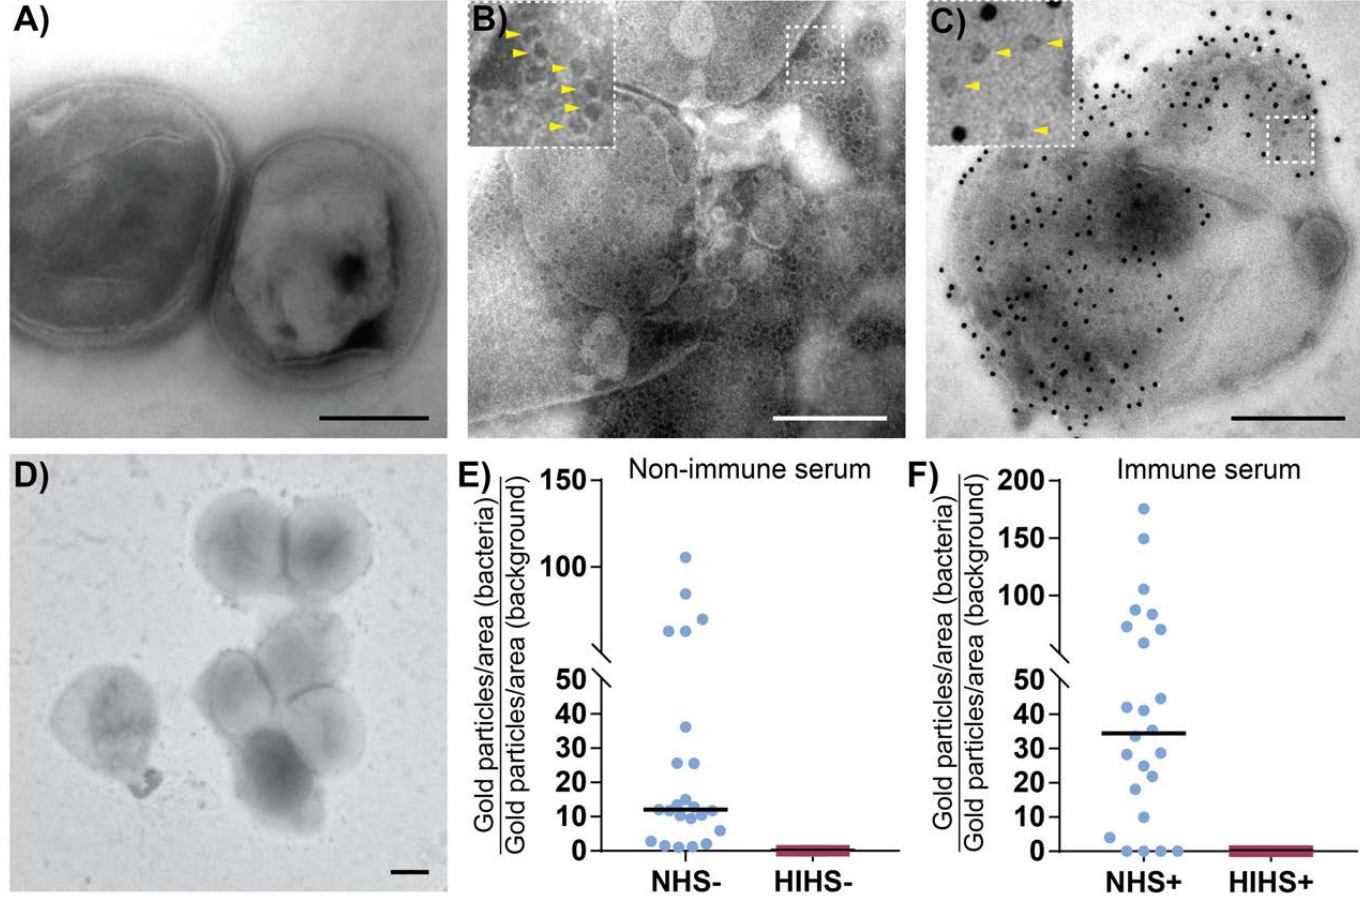 A)
B)
C)
D)
E)
Non-immune serum
Gold particles/area (bacteria)
Gold particles/area (background)
150
100
50
40
30
20
10
0
NHS-
HIHS-
F)
Immune serum
Gold particles/area (bacteria)
Gold particles/area (background)
200
150
100
50
40
30
20
10
0
NHS+
HIHS+